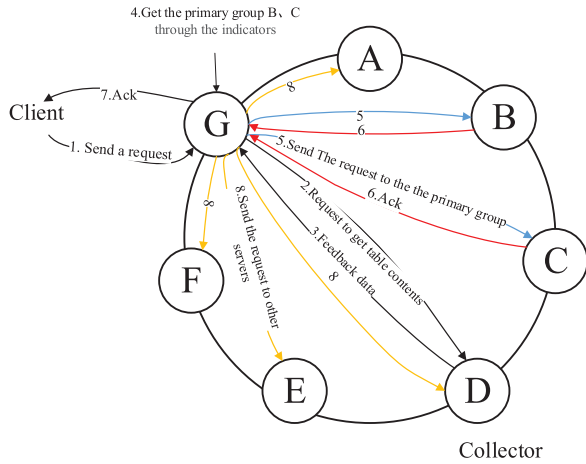 4.Get the primary group B、C
through the indicators
A
8
7.Ack
Client
G
5
B
6
1. Send a request
5.Send The request to the the primary group
6.Ack
2.Request to get table contents
3.Feedback data
8
8.Send the request to other
servers
8
C
F
E
D
Collector